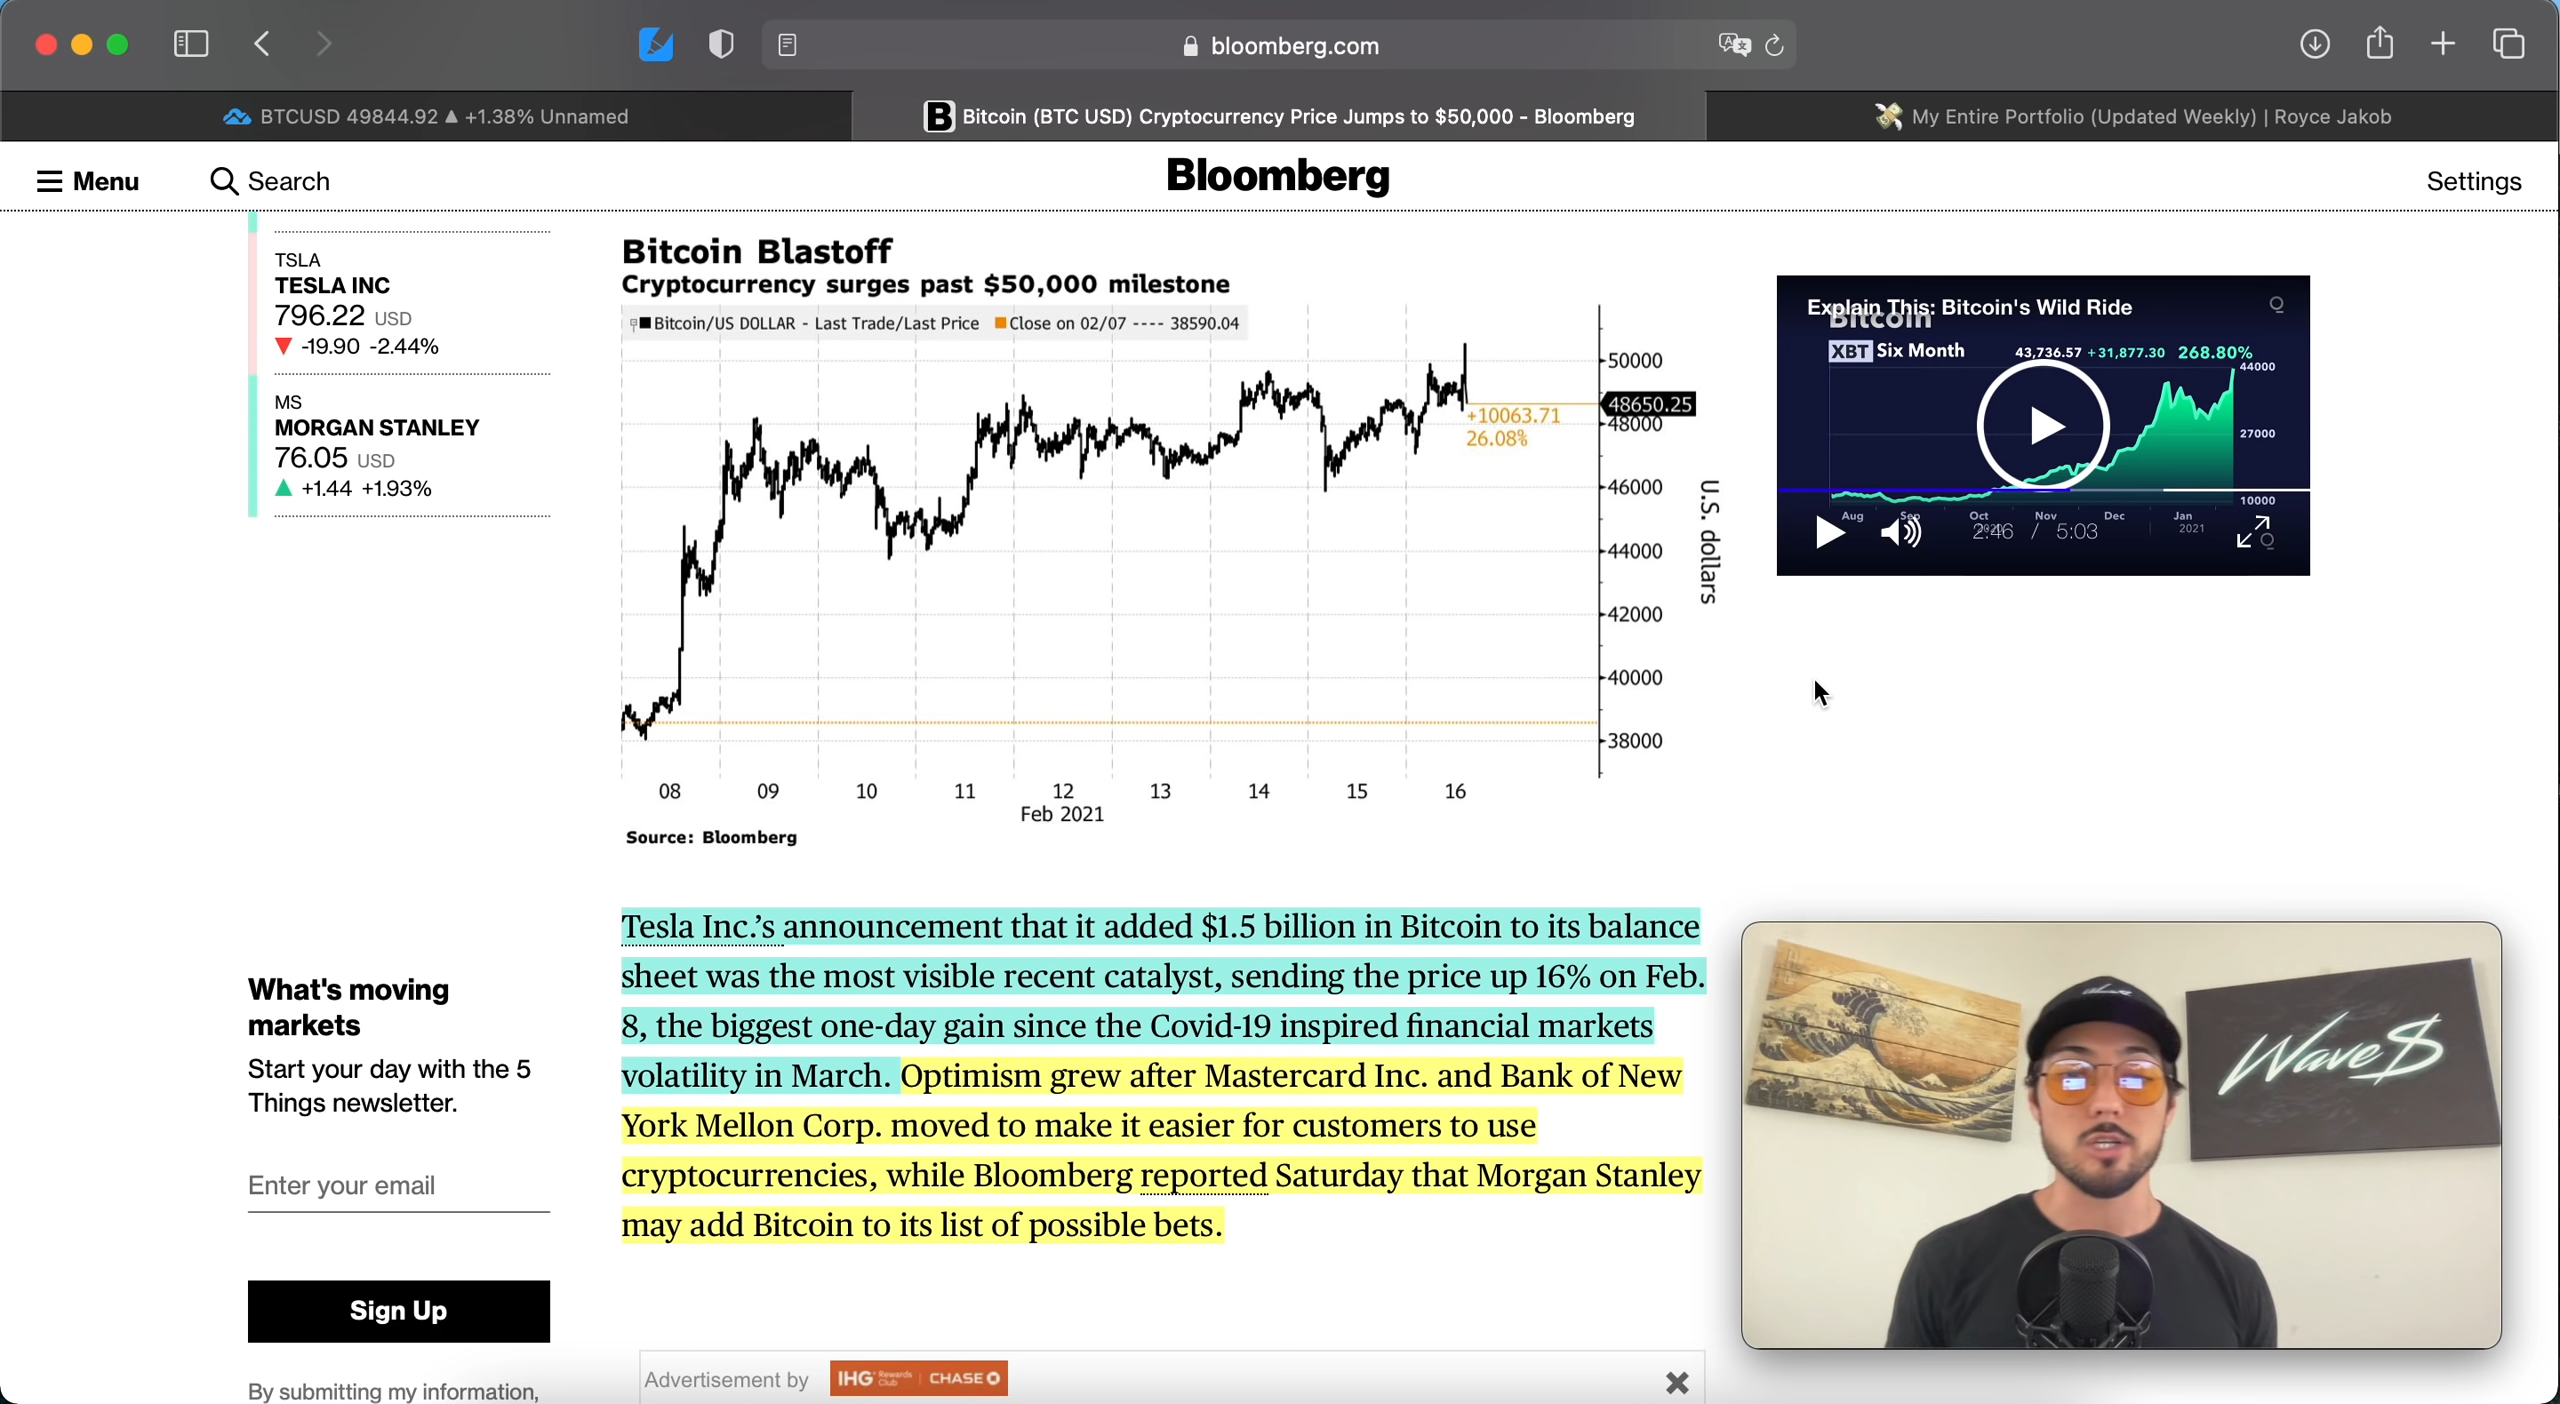 bloomberg.com
BTCUSD 49844.92 ▲ +1.38% Unnamed
B Bitcoin (BTC USD) Cryptocurrency Price Jumps to $50,000 - Bloomberg
My Entire Portfolio (Updated Weekly) | Royce Jakob
Menu
Search
Bloomberg
Settings
TSLA
TESLA INC
796.22 USD
▼ -19.90 -2.44%
MS
MORGAN STANLEY
76.05 USD
▲ +1.44 +1.93%
What's moving
markets
Start your day with the 5
Things newsletter.
Enter your email
Sign Up
By submitting my information,
Bitcoin Blastoff
Cryptocurrency surges past $50,000 milestone
Bitcoin/US DOLLAR - Last Trade/Last Price Close on 02/07 ---- 38590.04
50000
48650.25
+10063.71
48000
26.08%
46000
44000
42000
40000
38000
U.S. dollars
08 09 10 11 12 13 14 15 16
Feb 2021
Source: Bloomberg
Tesla Inc.’s announcement that it added $1.5 billion in Bitcoin to its balance
sheet was the most visible recent catalyst, sending the price up 16% on Feb.
8, the biggest one-day gain since the Covid-19 inspired financial markets
volatility in March. Optimism grew after Mastercard Inc. and Bank of New
York Mellon Corp. moved to make it easier for customers to use
cryptocurrencies, while Bloomberg reported Saturday that Morgan Stanley
may add Bitcoin to its list of possible bets.
Advertisement by IHG Rewards Club CHASE
Explain This: Bitcoin's Wild Ride
Bitcoin
XBT Six Month 43,736.57 +31,877.30 268.80%
44000
27000
10000
Aug Sep Oct Nov Dec Jan
2020 2021
2:46 / 5:03
Wave$